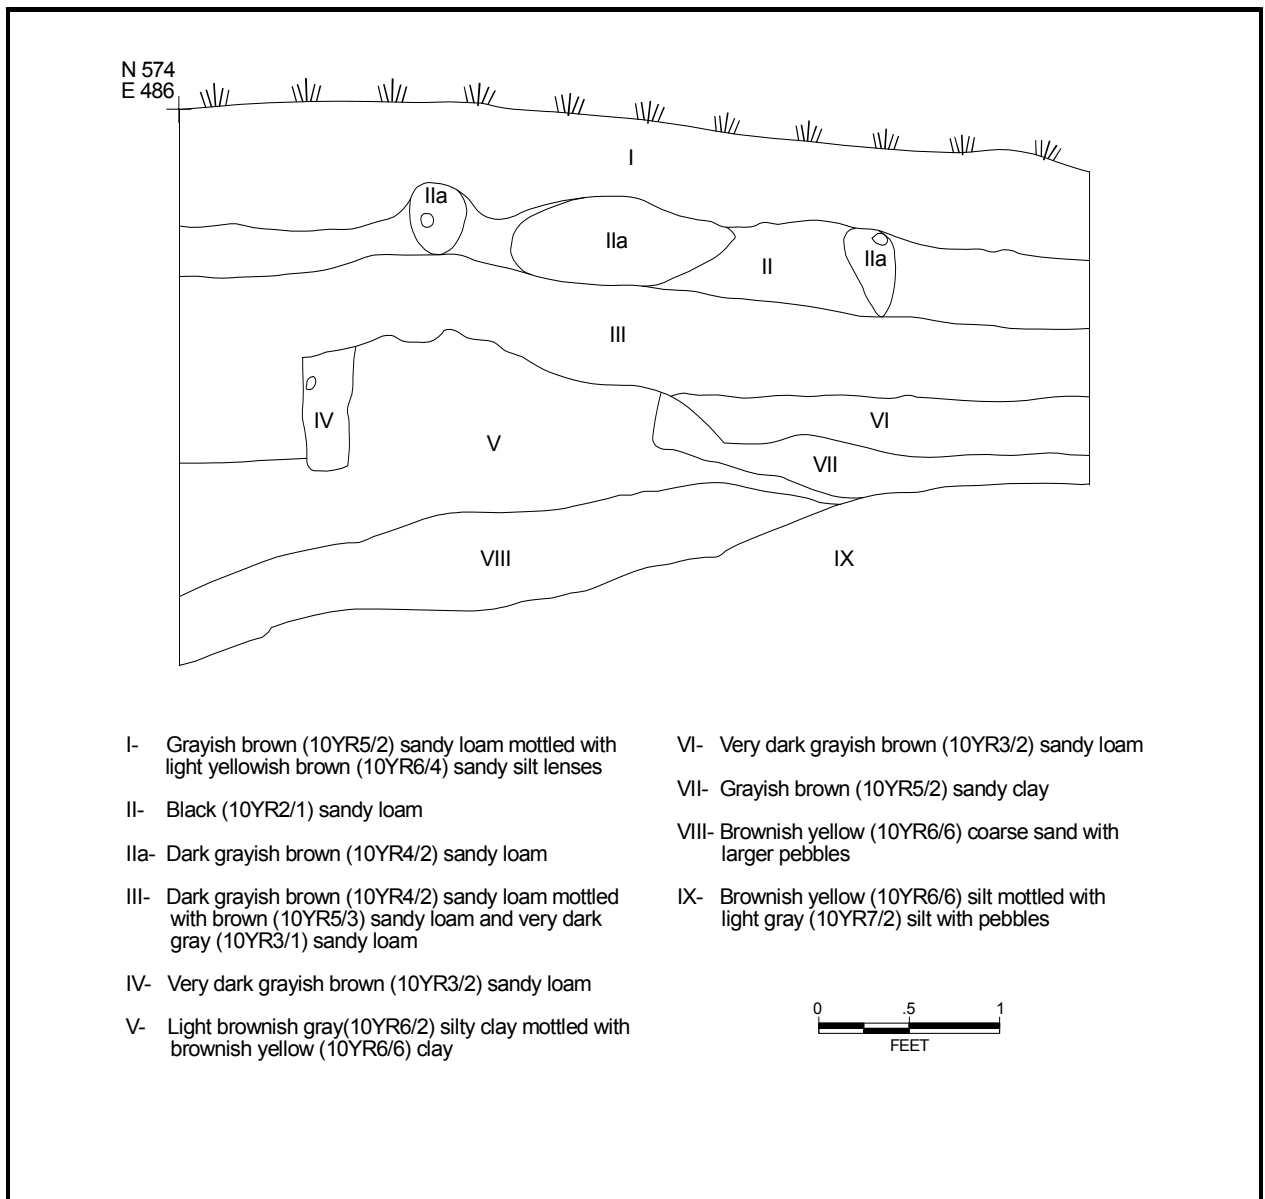 N 574
E 486
I
IIa
IIa
II
IIa
III
IV
V
VI
VII
VIII
IX
I- Grayish brown (10YR5/2) sandy loam mottled with
light yellowish brown (10YR6/4) sandy silt lenses
II- Black (10YR2/1) sandy loam
IIa- Dark grayish brown (10YR4/2) sandy loam
III- Dark grayish brown (10YR4/2) sandy loam mottled
with brown (10YR5/3) sandy loam and very dark
gray (10YR3/1) sandy loam
IV- Very dark grayish brown (10YR3/2) sandy loam
V- Light brownish gray(10YR6/2) silty clay mottled with
brownish yellow (10YR6/6) clay
VI- Very dark grayish brown (10YR3/2) sandy loam
VII- Grayish brown (10YR5/2) sandy clay
VIII- Brownish yellow (10YR6/6) coarse sand with
larger pebbles
IX- Brownish yellow (10YR6/6) silt mottled with
light gray (10YR7/2) silt with pebbles
0 .5 1
FEET